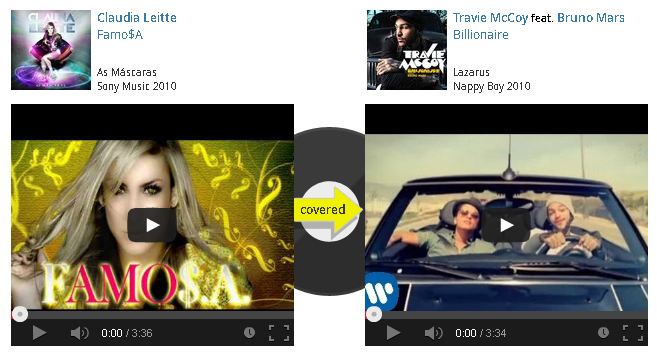 Claudia Leitte
Famo$A
As Máscaras
Sony Music 2010
Travie McCoy feat. Bruno Mars
Billionaire
Lazarus
Nappy Boy 2010
CLAUDIA
LEITTE
TRAVIE
MCCOY
FAMO$.A.
covered
0:00 / 3:36
0:00 / 3:34